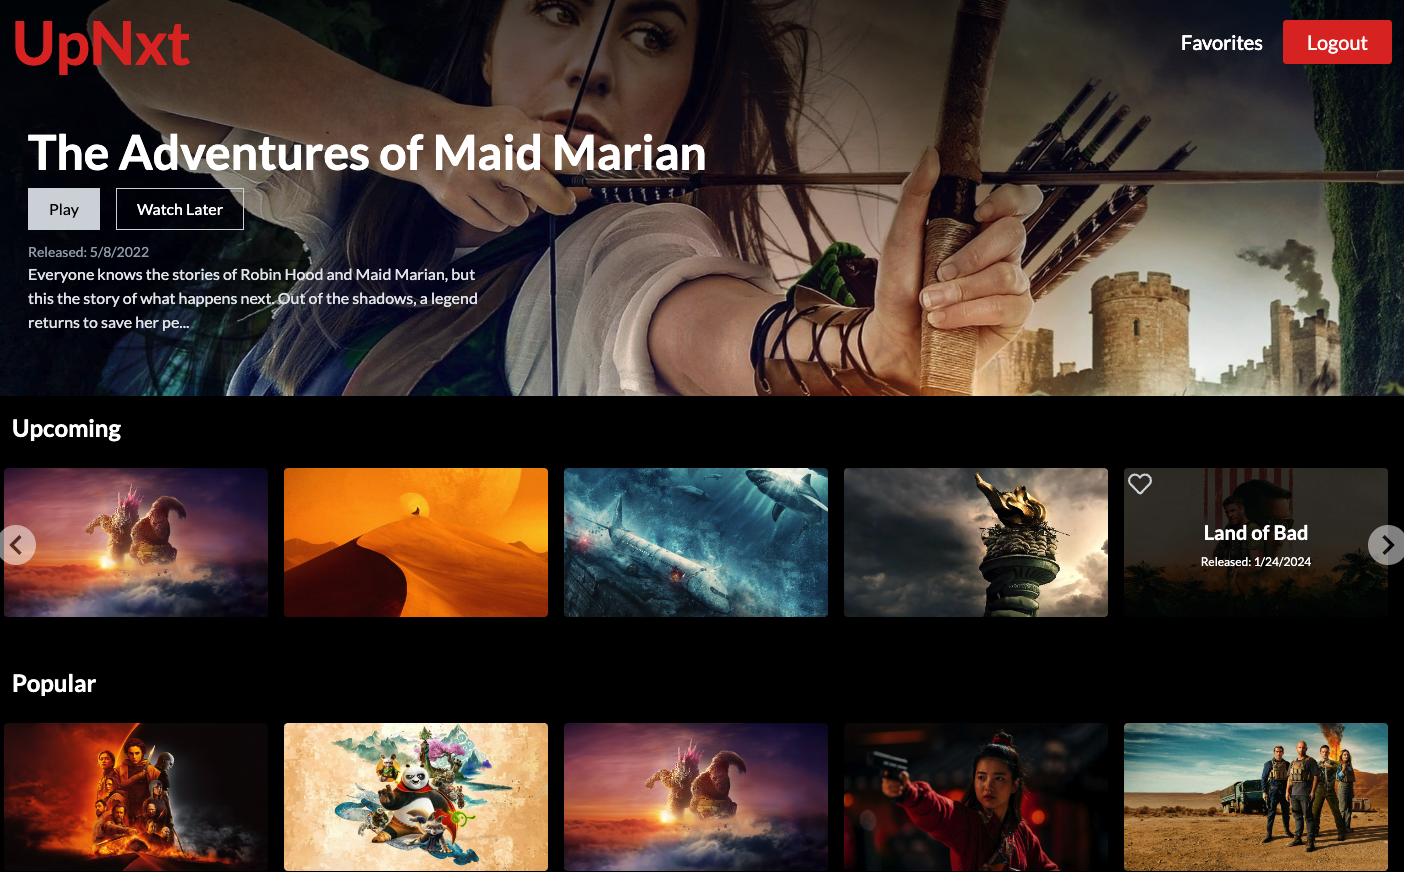 UpNxt
Favorites
Logout
The Adventures of Maid Marian
Play
Watch Later
Released: 5/8/2022
Everyone knows the stories of Robin Hood and Maid Marian, but
this the story of what happens next. Out of the shadows, a legend
returns to save her pe...
Upcoming
Land of Bad
Released: 1/24/2024
Popular